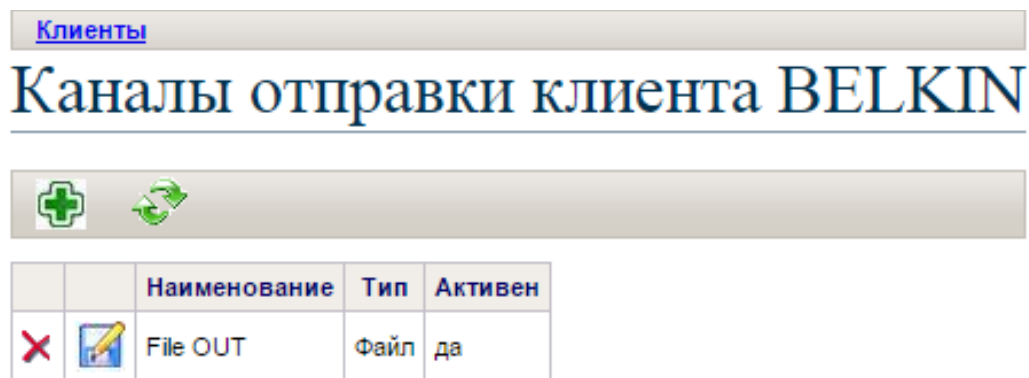 Клиенты
Каналы отправки клиента BELKIN
Наименование Тип Активен
File OUT Файл да